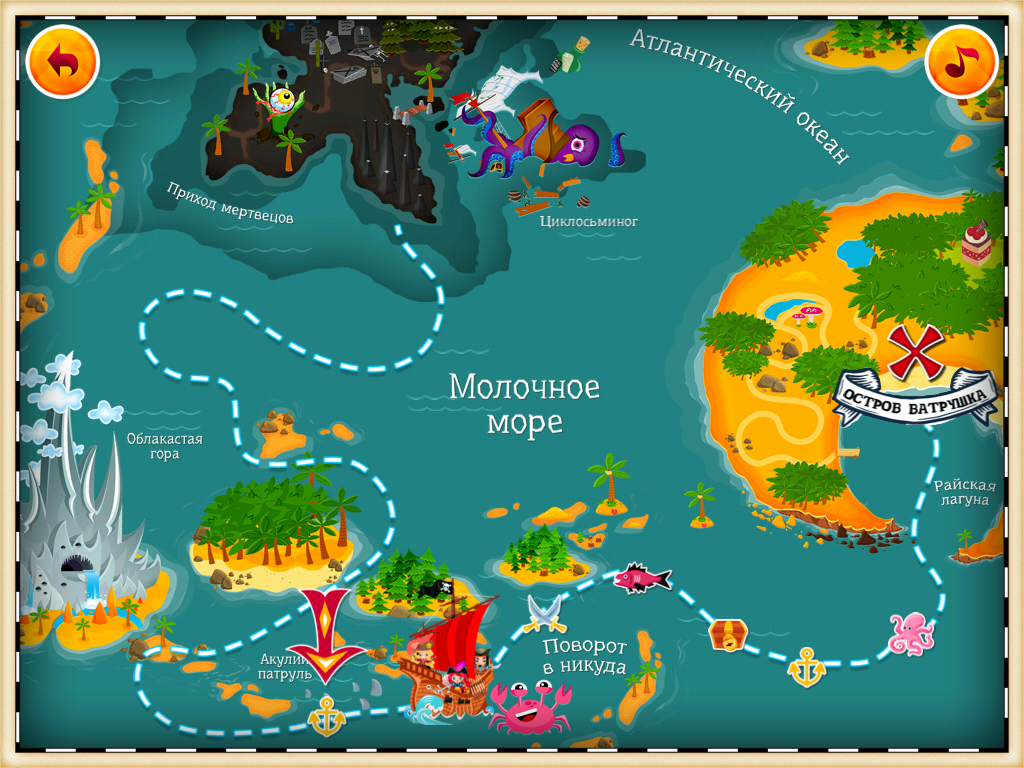 Атлантический океан
Приход мертвецов
Циклосьминог
Молочное
море
ОСТРОВ ВАТРУШКА
Облакастая
гора
Райская
лагуна
Поворот
в никуда
Акулий
патруль